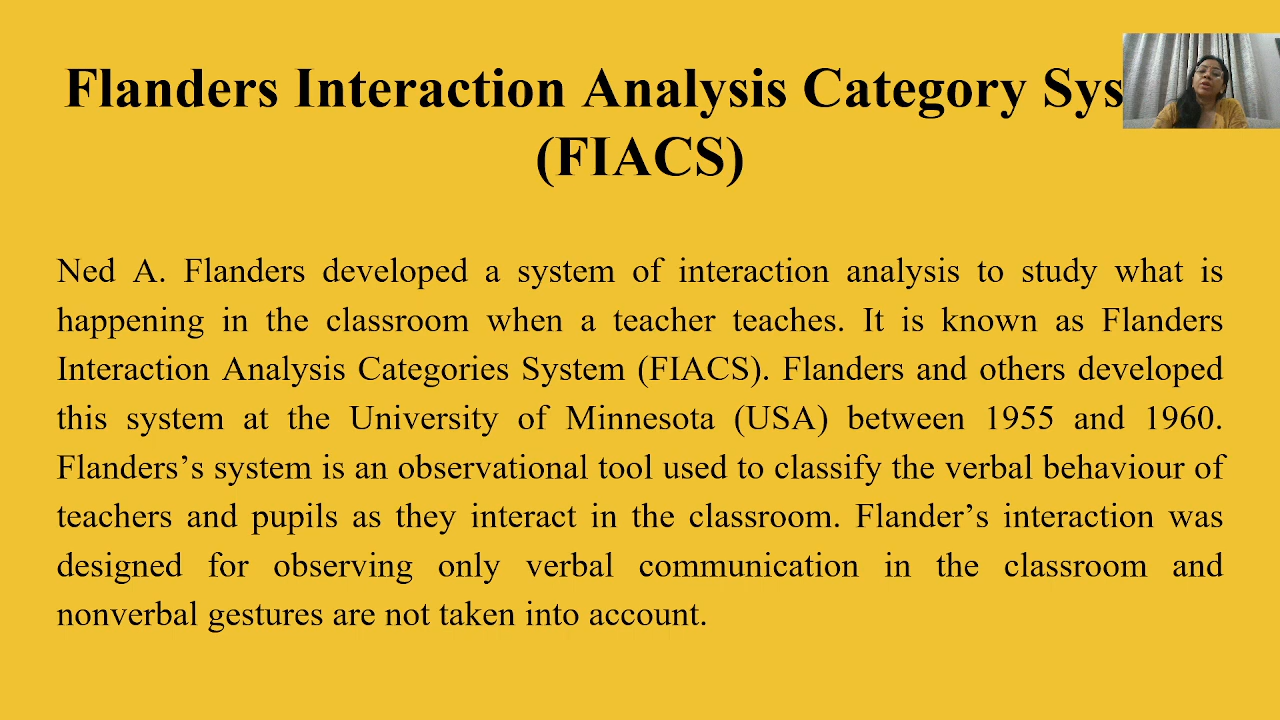 Flanders Interaction Analysis Category Sys
(FIACS)
Ned A. Flanders developed a system of interaction analysis to study what is
happening in the classroom when a teacher teaches. It is known as Flanders
Interaction Analysis Categories System (FIACS). Flanders and others developed
this system at the University of Minnesota (USA) between 1955 and 1960.
Flanders’s system is an observational tool used to classify the verbal behaviour of
teachers and pupils as they interact in the classroom. Flander’s interaction was
designed for observing only verbal communication in the classroom and
nonverbal gestures are not taken into account.